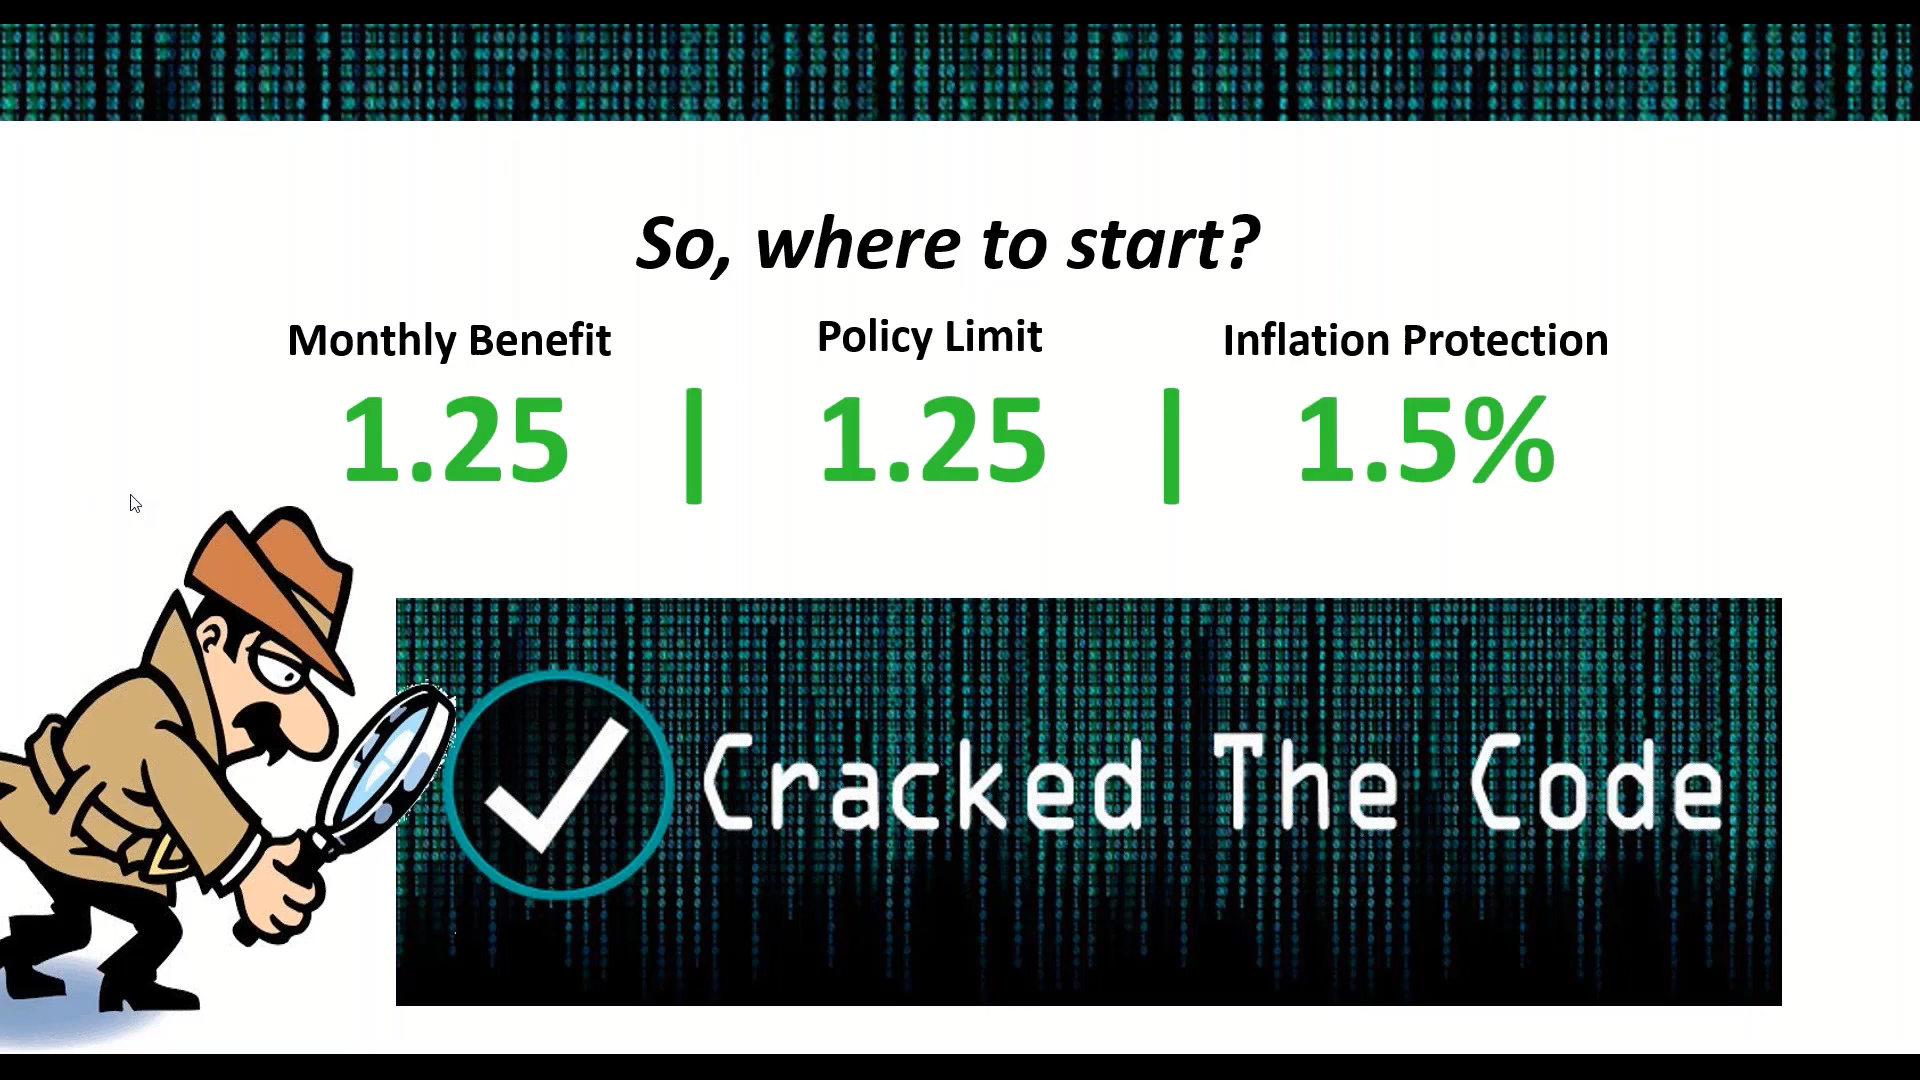 So, where to start?
Monthly Benefit
Policy Limit
Inflation Protection
1.25 | 1.25 | 1.5%
Cracked The Code